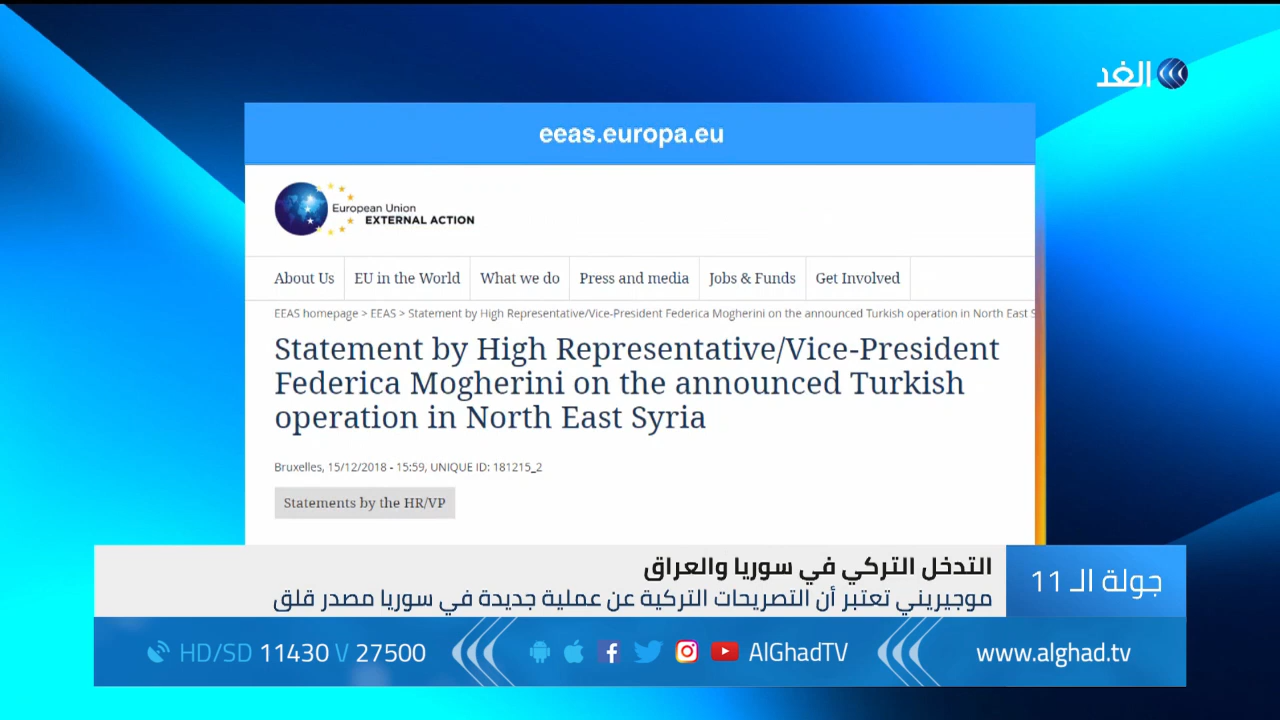 الغد
eeas.europa.eu
European Union
EXTERNAL ACTION
About Us EU in the World What we do Press and media Jobs & Funds Get Involved
EEAS homepage > EEAS > Statement by High Representative/Vice-President Federica Mogherini on the announced Turkish operation in North East S
Statement by High Representative/Vice-President
Federica Mogherini on the announced Turkish
operation in North East Syria
Bruxelles, 15/12/2018 - 15:59, UNIQUE ID: 181215_2
Statements by the HR/VP
جولة الـ 11
التدخل التركي في سوريا والعراق
موجيريني تعتبر أن التصريحات التركية عن عملية جديدة في سوريا مصدر قلق
HD/SD 11430 V 27500 AlGhadTV www.alghad.tv